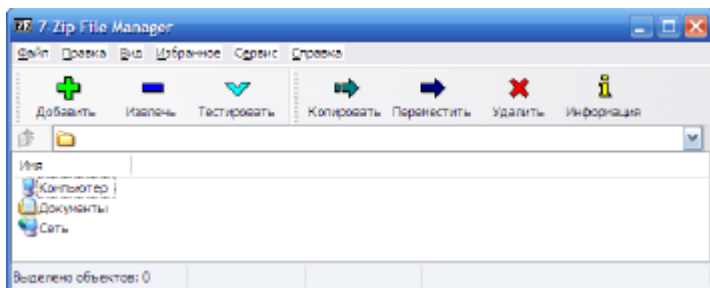 7-Zip File Manager
Файл Правка Вид Избранное Сервис Справка
Добавить Извлечь Тестировать Копировать Переместить Удалить Информация
Имя
Компьютер
Документы
Сеть
Выделено объектов: 0